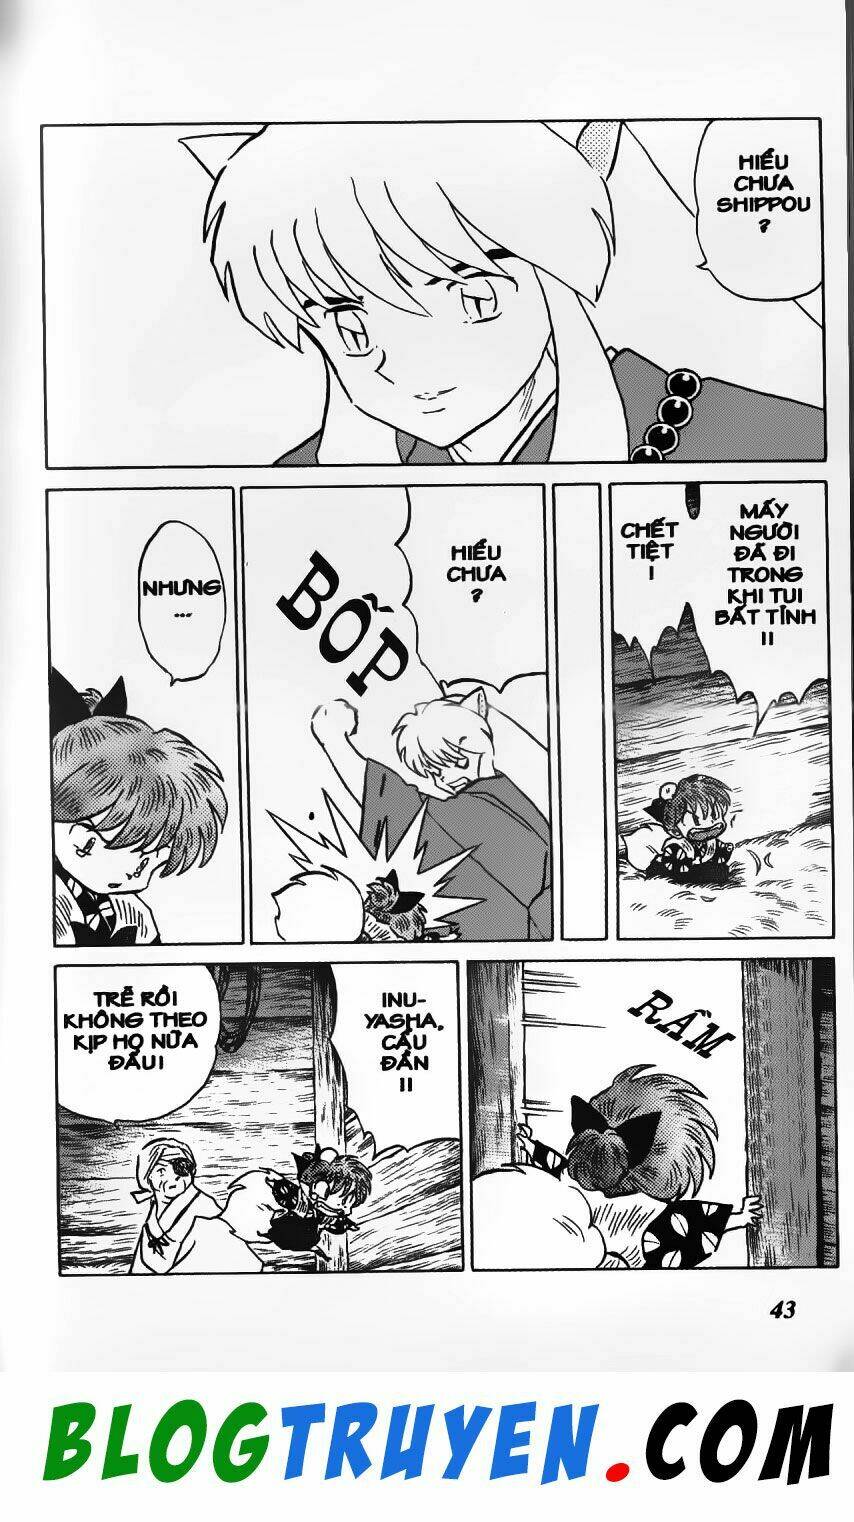 HIỂU
CHƯA
SHIPPOU
?
NHƯNG
...
BỐP
HIỂU
CHƯA
?
CHẾT
TIỆT
!
MẤY
NGƯỜI
ĐÃ ĐI
TRONG
KHI TUI
BẤT TỈNH
!!
TRỄ RỒI
KHÔNG THEO
KỊP HỌ NỮA
ĐÂU!
INU-
YASHA,
CẬU
ĐẦN
!!
RẦM
43
BLOGTRUYEN.COM